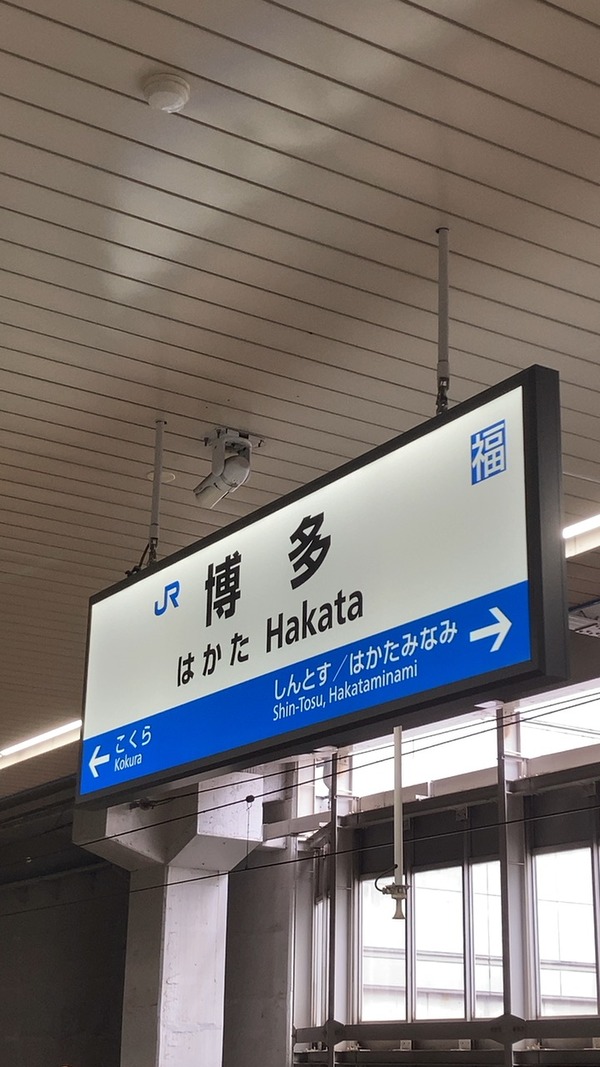 福
JR 博多
はかた Hakata
しんとす／はかたみなみ
Shin-Tosu, Hakataminami
こくら
Kokura